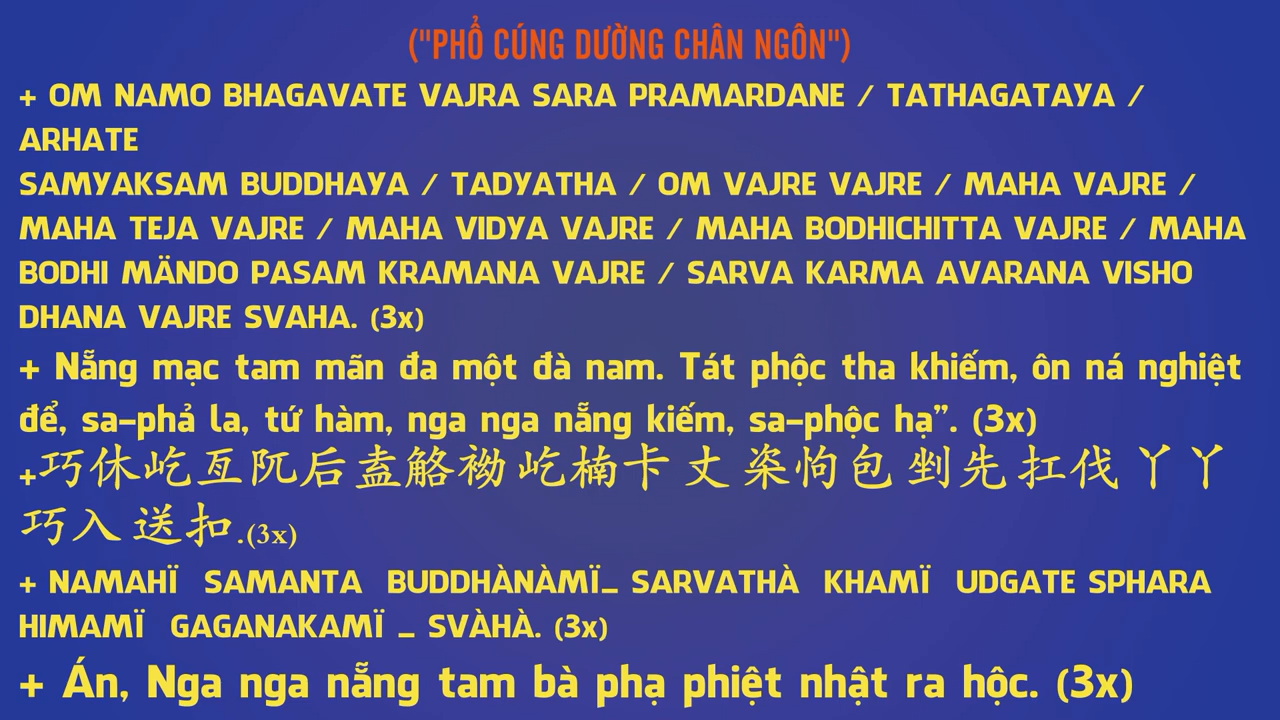 ("PHỔ CÚNG DƯỜNG CHÂN NGÔN")
+ OM NAMO BHAGAVATE VAJRA SARA PRAMARDANE / TATHAGATAYA /
ARHATE
SAMYAKSAM BUDDHAYA / TADYATHA / OM VAJRE VAJRE / MAHA VAJRE /
MAHA TEJA VAJRE / MAHA VIDYA VAJRE / MAHA BODHICHITTA VAJRE / MAHA
BODHI MÄNDO PASAM KRAMANA VAJRE / SARVA KARMA AVARANA VISHO
DHANA VAJRE SVAHA. (3x)
+ Nẵng mạc tam mãn đa một đà nam. Tát phộc tha khiếm, ôn ná nghiệt
để, sa-phả la, tứ hàm, nga nga nẵng kiếm, sa-phộc hạ”. (3x)
+巧休屹亙阢后盍觡袎屹楠卡丈楶怐包剉先扛伐丫丫
巧入送扣.(3x)
+ NAMAHÏ SAMANTA BUDDHÀNÀMÏ_ SARVATHÀ KHAMÏ UDGATE SPHARA
HIMAMÏ GAGANAKAMÏ _ SVÀHÀ. (3x)
+ Án, Nga nga nẵng tam bà phạ phiệt nhật ra hộc. (3x)